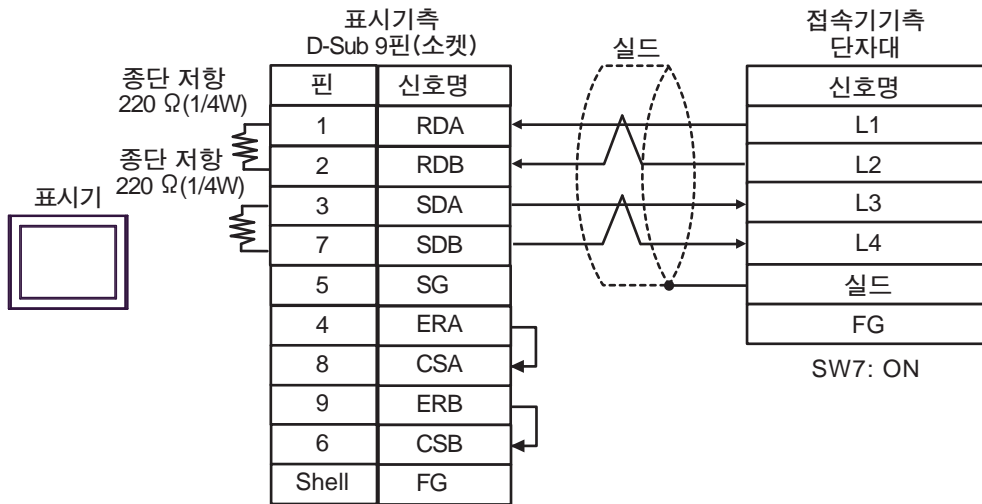 표시기측
D-Sub 9핀(소켓)
실드
접속기기측
단자대
종단 저항
220 Ω(1/4W)
종단 저항
220 Ω(1/4W)
표시기
핀 신호명
1 RDA
2 RDB
3 SDA
7 SDB
5 SG
4 ERA
8 CSA
9 ERB
6 CSB
Shell FG
신호명
L1
L2
L3
L4
실드
FG
SW7: ON